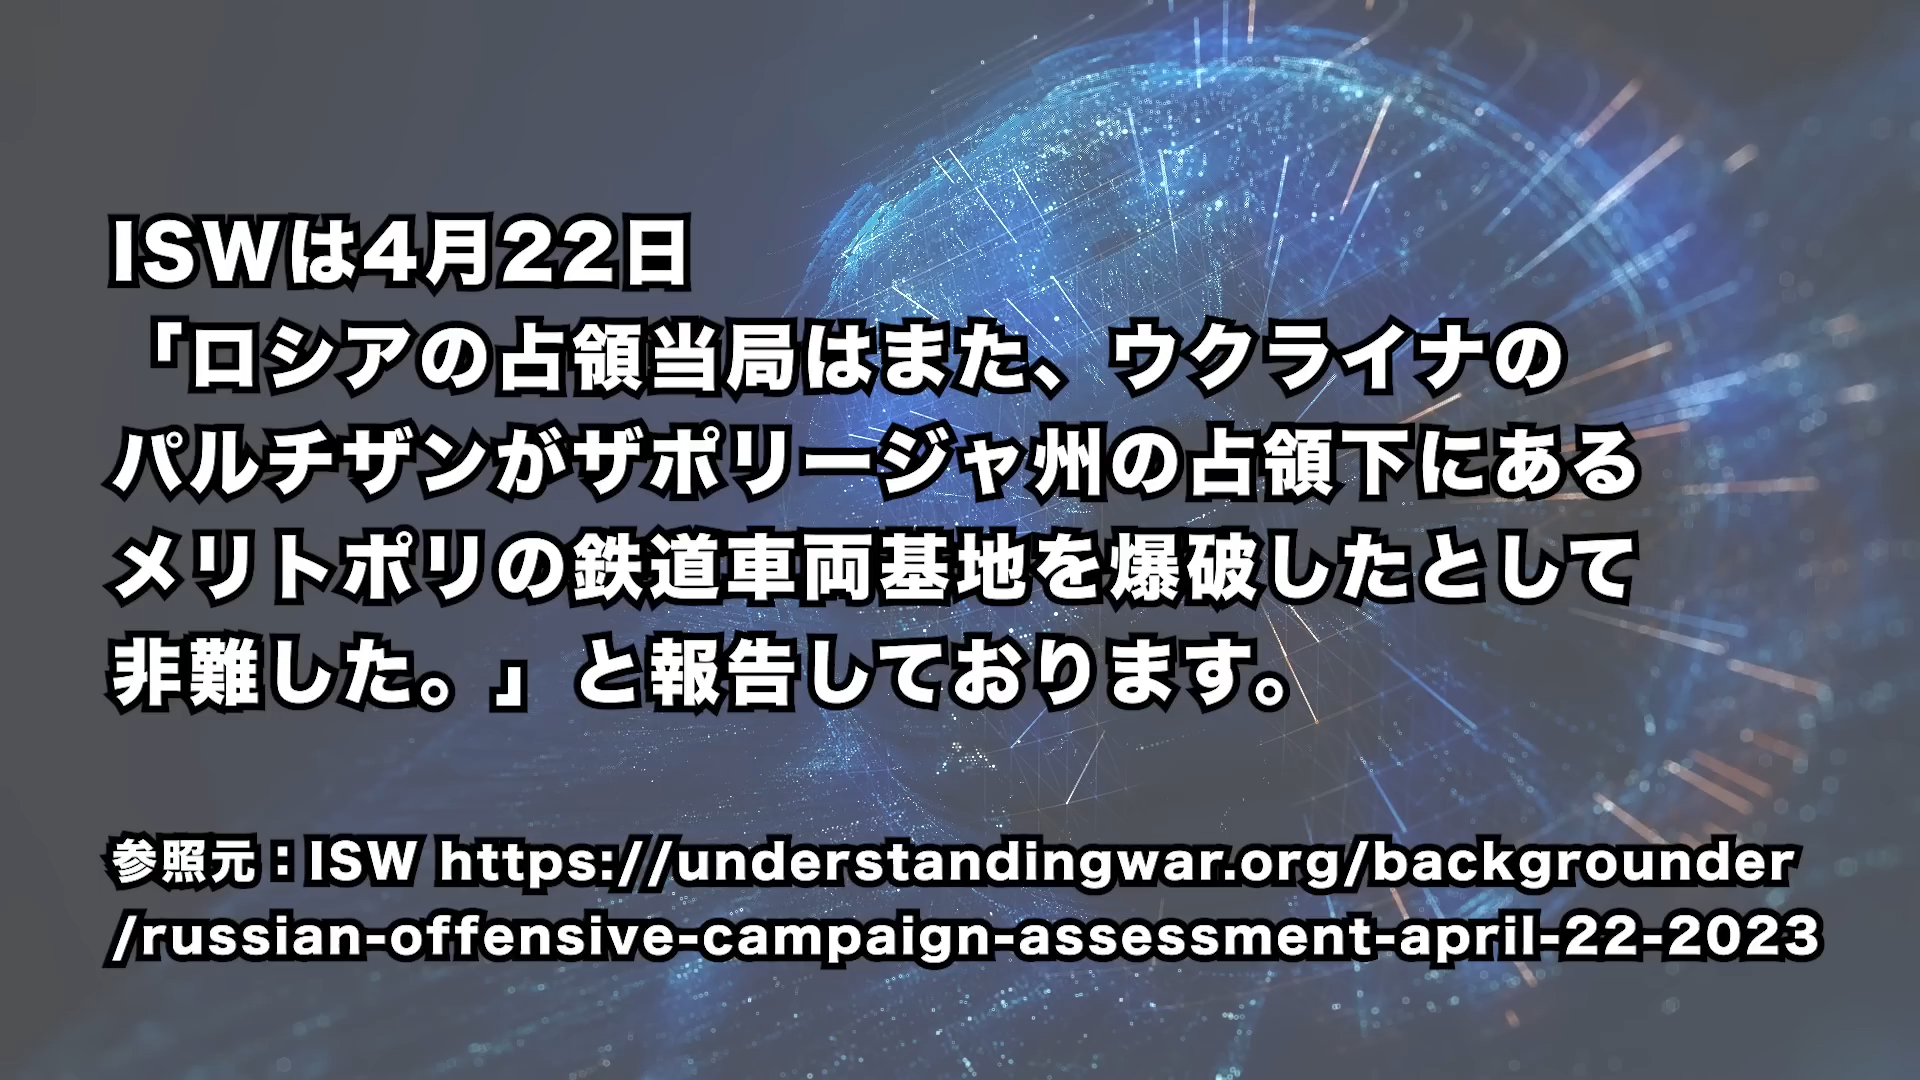 ISWは4月22日
「ロシアの占領当局はまた、ウクライナの
パルチザンがザポリージャ州の占領下にある
メリトポリの鉄道車両基地を爆破したとして
非難した。」と報告しております。
参照元：ISW https://understandingwar.org/backgrounder
/russian-offensive-campaign-assessment-april-22-2023